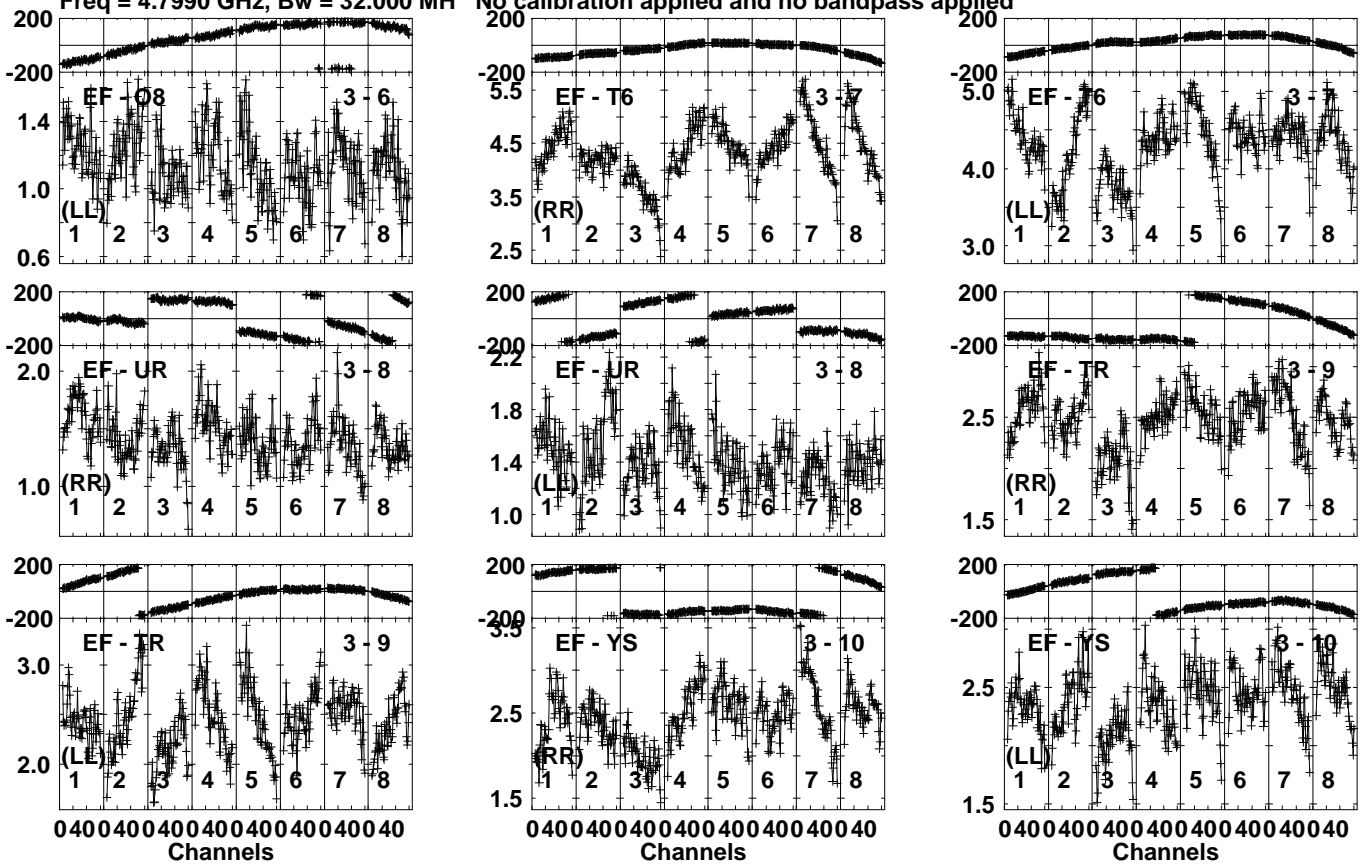 Freq = 4.7990 GHz, Bw = 32.000 MH No calibration applied and no bandpass applied
200 200 200
-200 -200 -200
EF - O8 3 - 6 EF - T6 3 - 7 EF - T6 3 - 7
1.4 1.0 0.6
5.5 4.5 3.5 2.5
5.0 4.0 3.0
(LL) (RR) (LL)
1 2 3 4 5 6 7 8 1 2 3 4 5 6 7 8 1 2 3 4 5 6 7 8
200 200 200
-200 -200 -200
EF - UR 3 - 8 EF - UR 3 - 8 EF - TR 3 - 9
2.0 1.0
2.2 1.8 1.4 1.0
2.5 1.5
(RR) (LL) (RR)
1 2 3 4 5 6 7 8 1 2 3 4 5 6 7 8 1 2 3 4 5 6 7 8
200 200 200
-200 -200 -200
EF - TR 3 - 9 EF - YS 3 - 10 EF - YS 3 - 10
3.0 2.0
3.5 2.5 1.5
2.5 1.5
(LL) (RR) (LL)
1 2 3 4 5 6 7 8 1 2 3 4 5 6 7 8 1 2 3 4 5 6 7 8
0 40 0 40 0 40 0 40 0 40 0 40 0 40 0 40 0 40 0 40 0 40 0 40 0 40 0 40 0 40 0 40 0 40 0 40 0 40 0 40 0 40 0 40 0 40 0 40
Channels Channels Channels